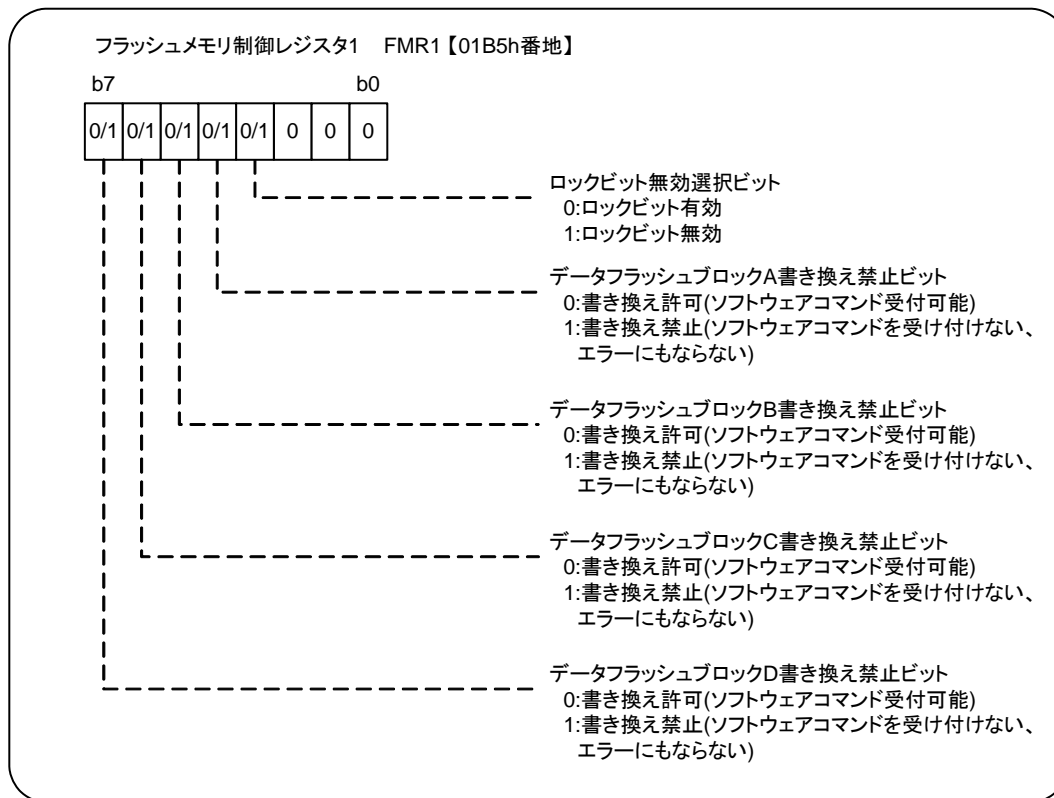 フラッシュメモリ制御レジスタ1 FMR1【01B5h番地】
b7 b0
0/1 0/1 0/1 0/1 0/1 0 0 0
ロックビット無効選択ビット
0:ロックビット有効
1:ロックビット無効
データフラッシュブロックA書き換え禁止ビット
0:書き換え許可(ソフトウェアコマンド受付可能)
1:書き換え禁止(ソフトウェアコマンドを受け付けない、
エラーにもならない)
データフラッシュブロックB書き換え禁止ビット
0:書き換え許可(ソフトウェアコマンド受付可能)
1:書き換え禁止(ソフトウェアコマンドを受け付けない、
エラーにもならない)
データフラッシュブロックC書き換え禁止ビット
0:書き換え許可(ソフトウェアコマンド受付可能)
1:書き換え禁止(ソフトウェアコマンドを受け付けない、
エラーにもならない)
データフラッシュブロックD書き換え禁止ビット
0:書き換え許可(ソフトウェアコマンド受付可能)
1:書き換え禁止(ソフトウェアコマンドを受け付けない、
エラーにもならない)